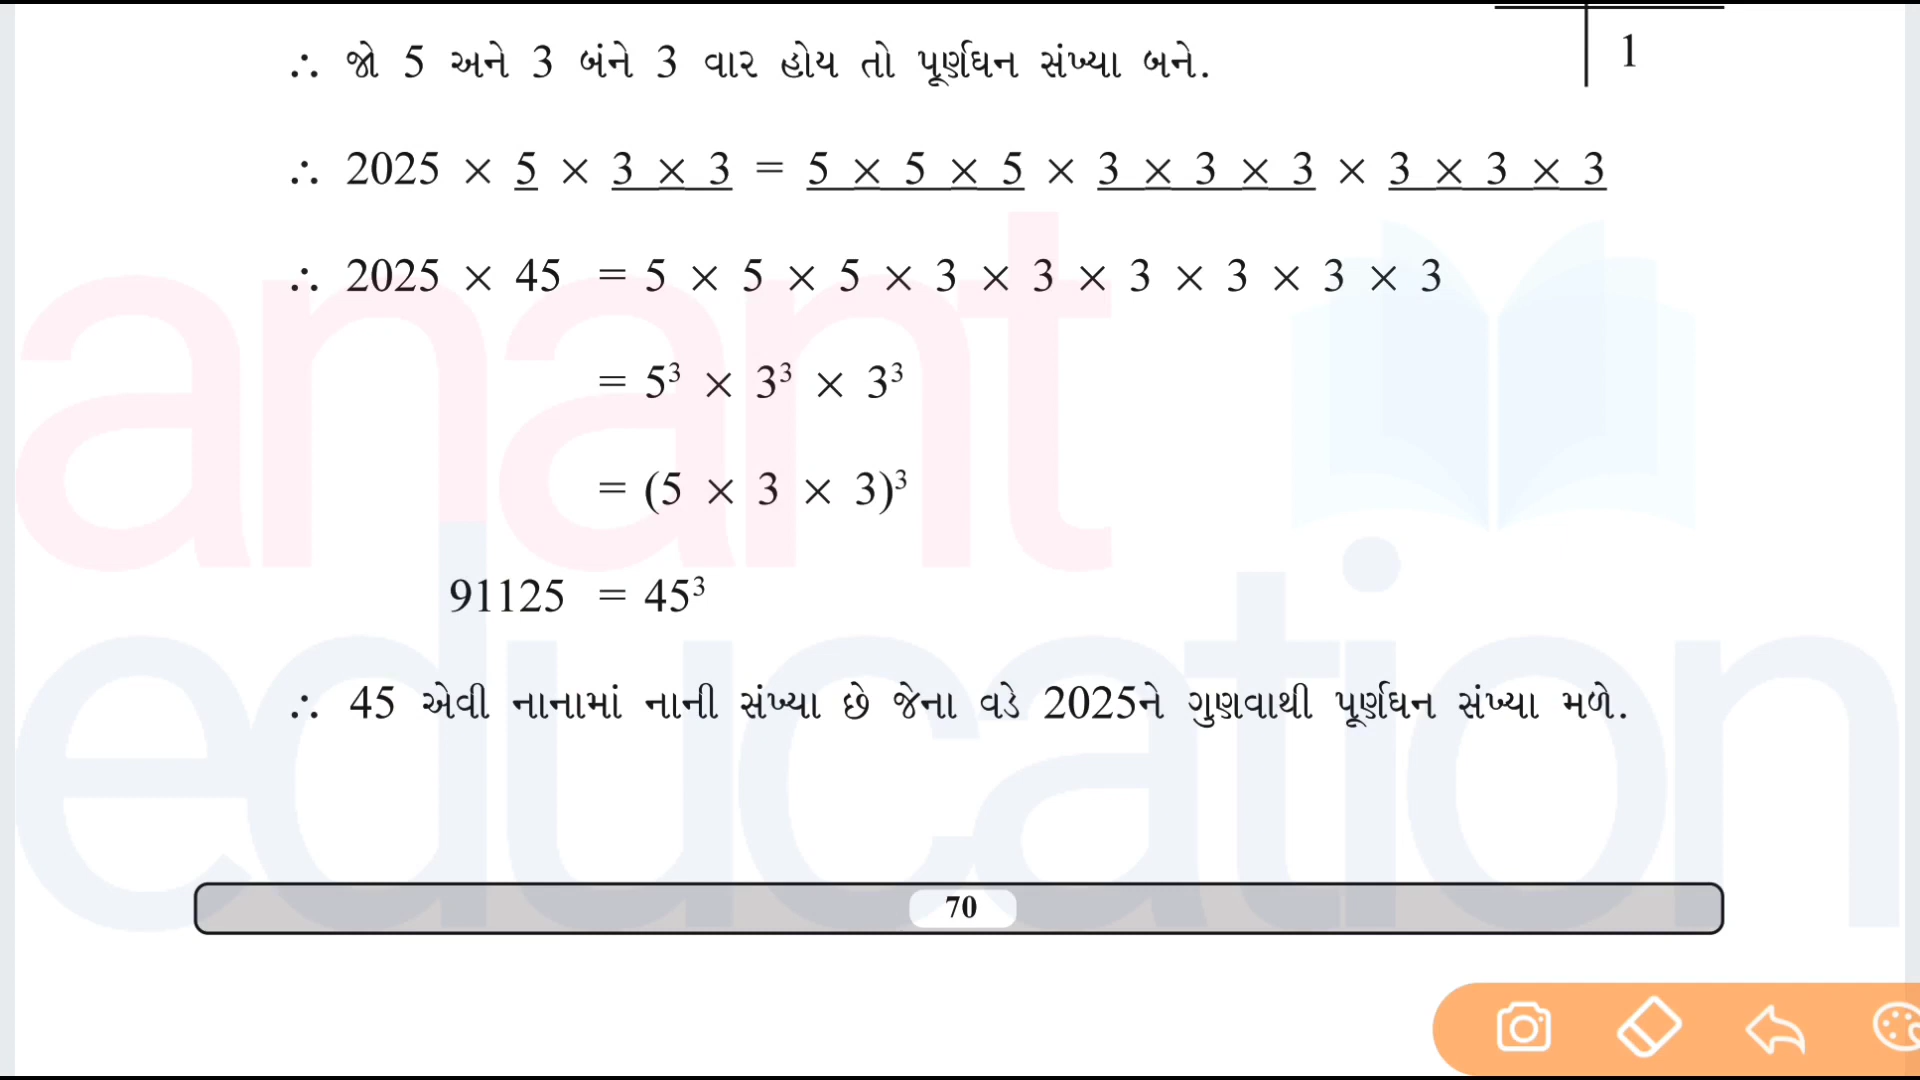 1
∴ જો 5 અને 3 બંને 3 વાર હોય તો પૂર્ણઘન સંખ્યા બને.
∴ 2025 × 5 × 3 × 3 = 5 × 5 × 5 × 3 × 3 × 3 × 3 × 3 × 3
∴ 2025 × 45 = 5 × 5 × 5 × 3 × 3 × 3 × 3 × 3 × 3
= 5³ × 3³ × 3³
= (5 × 3 × 3)³
91125 = 45³
∴ 45 એવી નાનામાં નાની સંખ્યા છે જેના વડે 2025ને ગુણવાથી પૂર્ણઘન સંખ્યા મળે.
70
anant
education